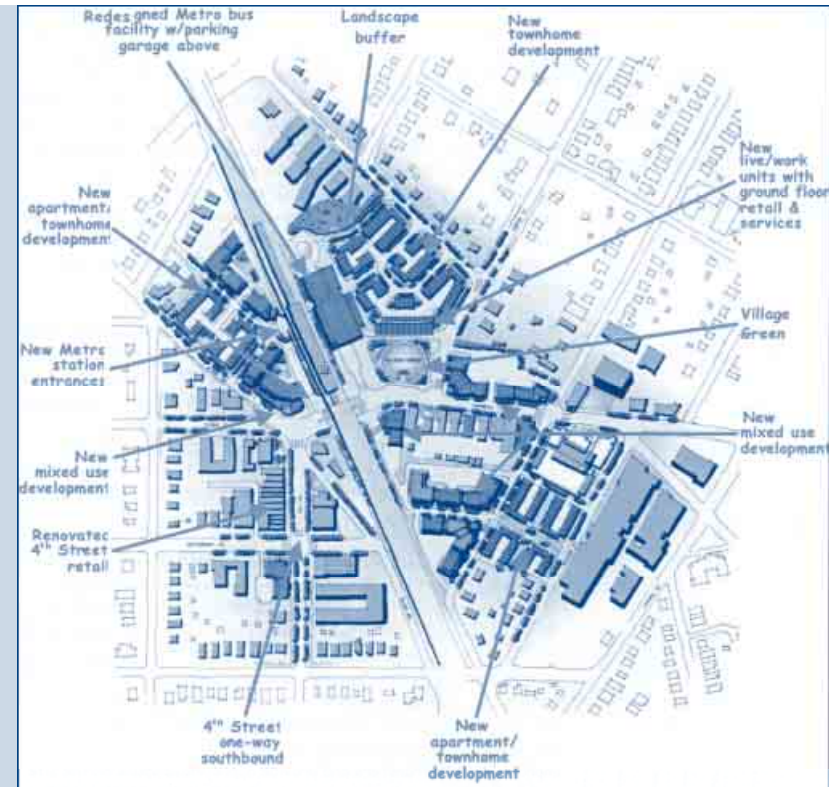 Redesigned Metro bus
facility w/parking
garage above
Landscape
buffer
New
townhome
development
New
live/work
units with
ground floor
retail &
services
New
apartment/
townhome
development
Village
Green
New Metro
station
entrances
New
mixed use
development
New
mixed use
development
Renovated
4th Street
retail
4th Street
one-way
southbound
New
apartment/
townhome
development